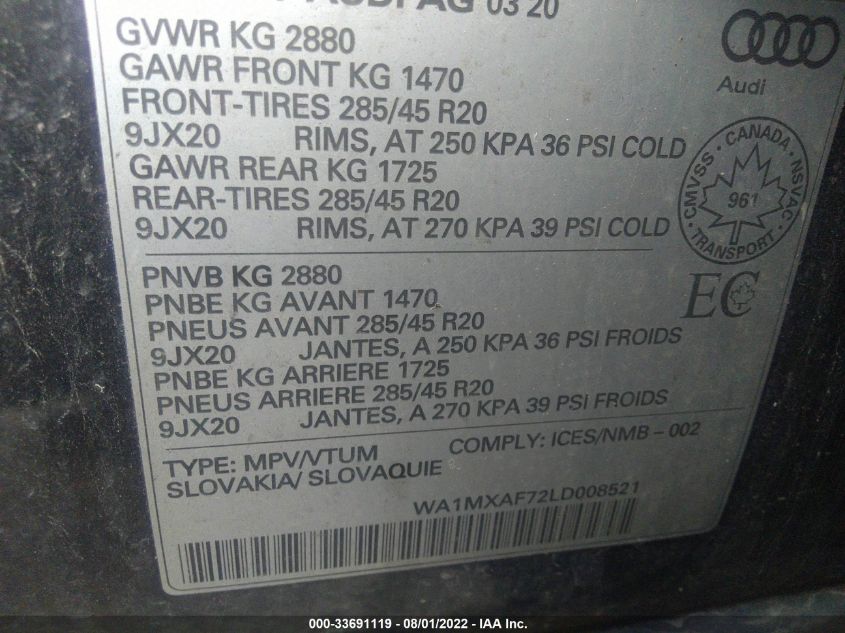 AUDI AG 03 20
GVWR KG 2880
GAWR FRONT KG 1470
FRONT-TIRES 285/45 R20
9JX20 RIMS, AT 250 KPA 36 PSI COLD
GAWR REAR KG 1725
REAR-TIRES 285/45 R20
9JX20 RIMS, AT 270 KPA 39 PSI COLD
Audi
CMVSS · CANADA · NSVAC · TRANSPORT
961
PNVB KG 2880
PNBE KG AVANT 1470
PNEUS AVANT 285/45 R20
9JX20 JANTES, A 250 KPA 36 PSI FROIDS
PNBE KG ARRIERE 1725
PNEUS ARRIERE 285/45 R20
9JX20 JANTES, A 270 KPA 39 PSI FROIDS
EC
TYPE: MPV/VTUM COMPLY: ICES/NMB - 002
SLOVAKIA/ SLOVAQUIE
WA1MXAF72LD008521
000-33691119 - 08/01/2022 - IAA Inc.